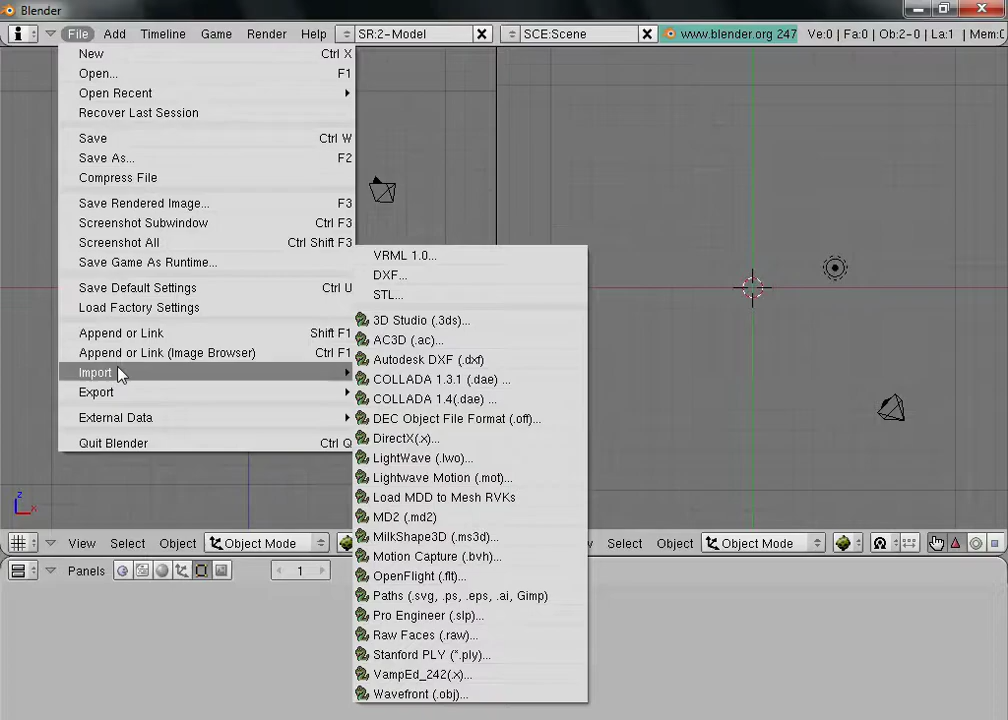 Blender
File Add Timeline Game Render Help SR:2-Model SCE:Scene www.blender.org 247 Ve:0 | Fa:0 | Ob:2-0 | La:1 | Mem:0
New Ctrl X
Open... F1
Open Recent
Recover Last Session
Save Ctrl W
Save As... F2
Compress File
Save Rendered Image... F3
Screenshot Subwindow Ctrl F3
Screenshot All Ctrl Shift F3
Save Game As Runtime...
Save Default Settings Ctrl U
Load Factory Settings
Append or Link Shift F1
Append or Link (Image Browser) Ctrl F1
Import
Export
External Data
Quit Blender Ctrl Q
VRML 1.0...
DXF...
STL...
3D Studio (.3ds)...
AC3D (.ac)...
Autodesk DXF (.dxf)
COLLADA 1.3.1 (.dae) ...
COLLADA 1.4(.dae) ...
DEC Object File Format (.off)...
DirectX(.x)...
LightWave (.lwo)...
Lightwave Motion (.mot)...
Load MDD to Mesh RVKs
MD2 (.md2)
MilkShape3D (.ms3d)...
Motion Capture (.bvh)...
OpenFlight (.flt)...
Paths (.svg, .ps, .eps, .ai, Gimp)
Pro Engineer (.slp)...
Raw Faces (.raw)...
Stanford PLY (*.ply)...
VampEd_242(.x)...
Wavefront (.obj)...
z
x
View Select Object Object Mode Select Object Object Mode
Panels 1